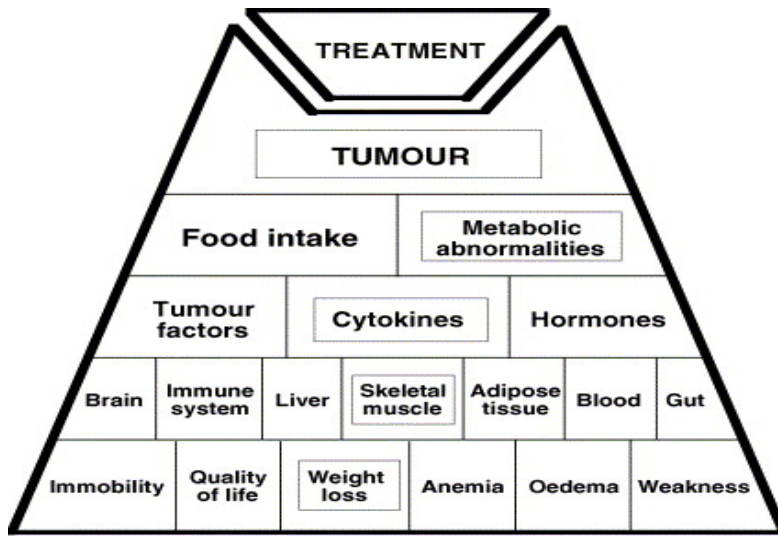 TREATMENT
TUMOUR
Food intake
Metabolic
abnormalities
Tumour
factors
Cytokines
Hormones
Brain
Immune
system
Liver
Skeletal
muscle
Adipose
tissue
Blood
Gut
Immobility
Quality
of life
Weight
loss
Anemia
Oedema
Weakness